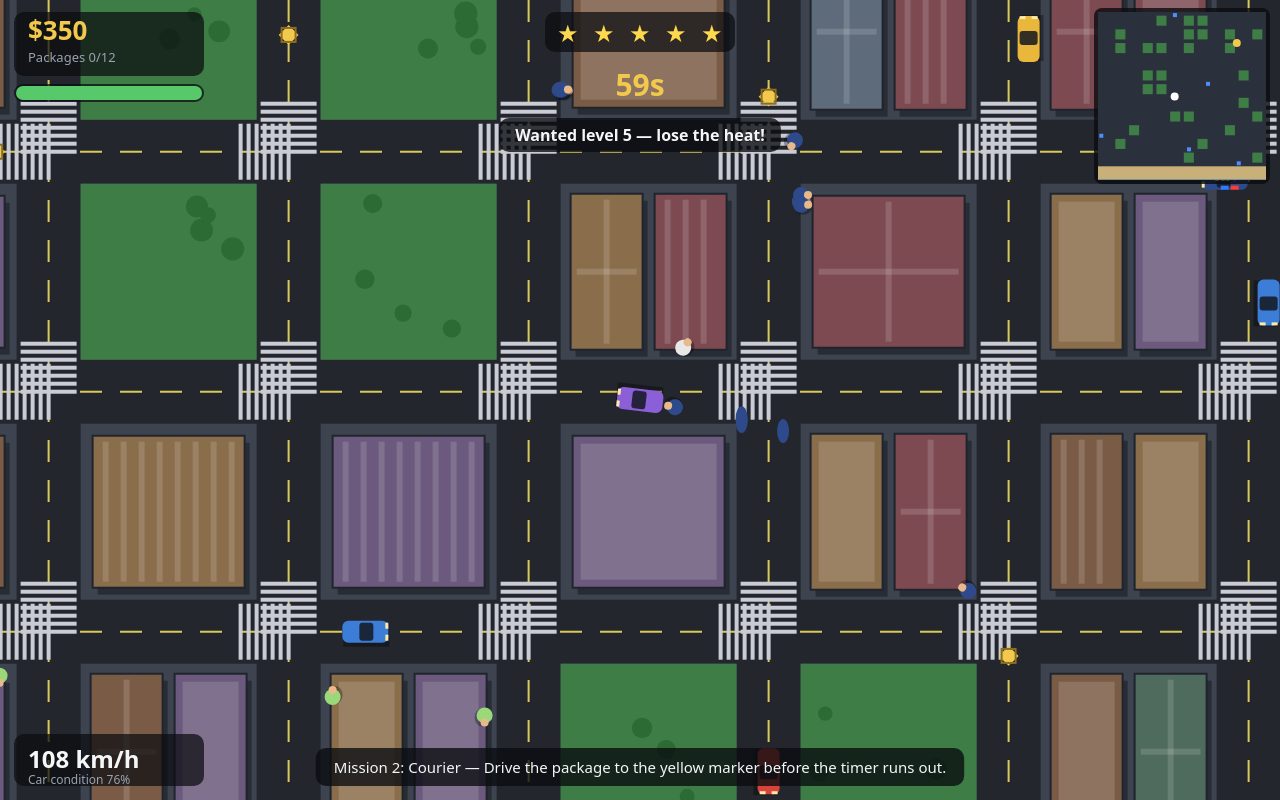 $350
Packages 0/12
★ ★ ★ ★ ★
59s
Wanted level 5 — lose the heat!
108 km/h
Car condition 76%
Mission 2: Courier — Drive the package to the yellow marker before the timer runs out.